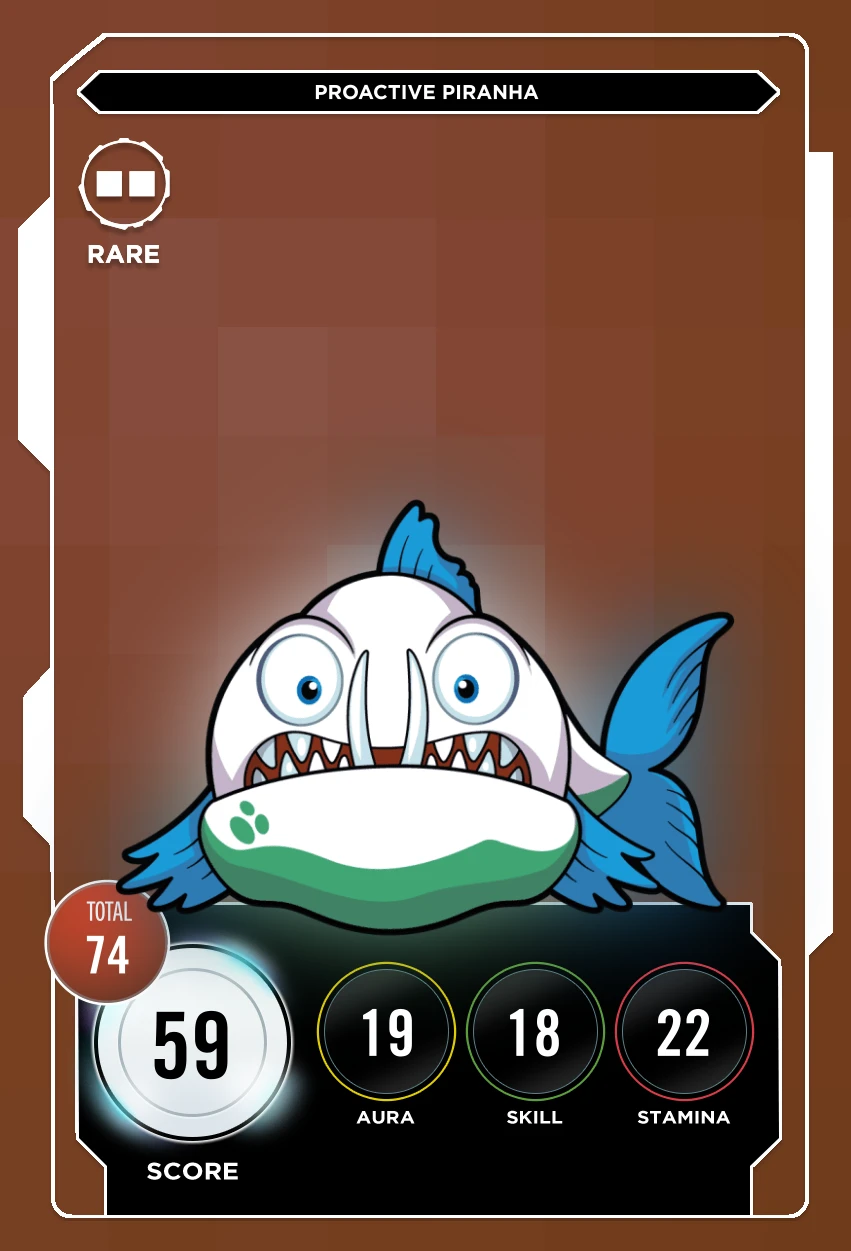 PROACTIVE PIRANHA
RARE
TOTAL
74
59
SCORE
19
AURA
18
SKILL
22
STAMINA